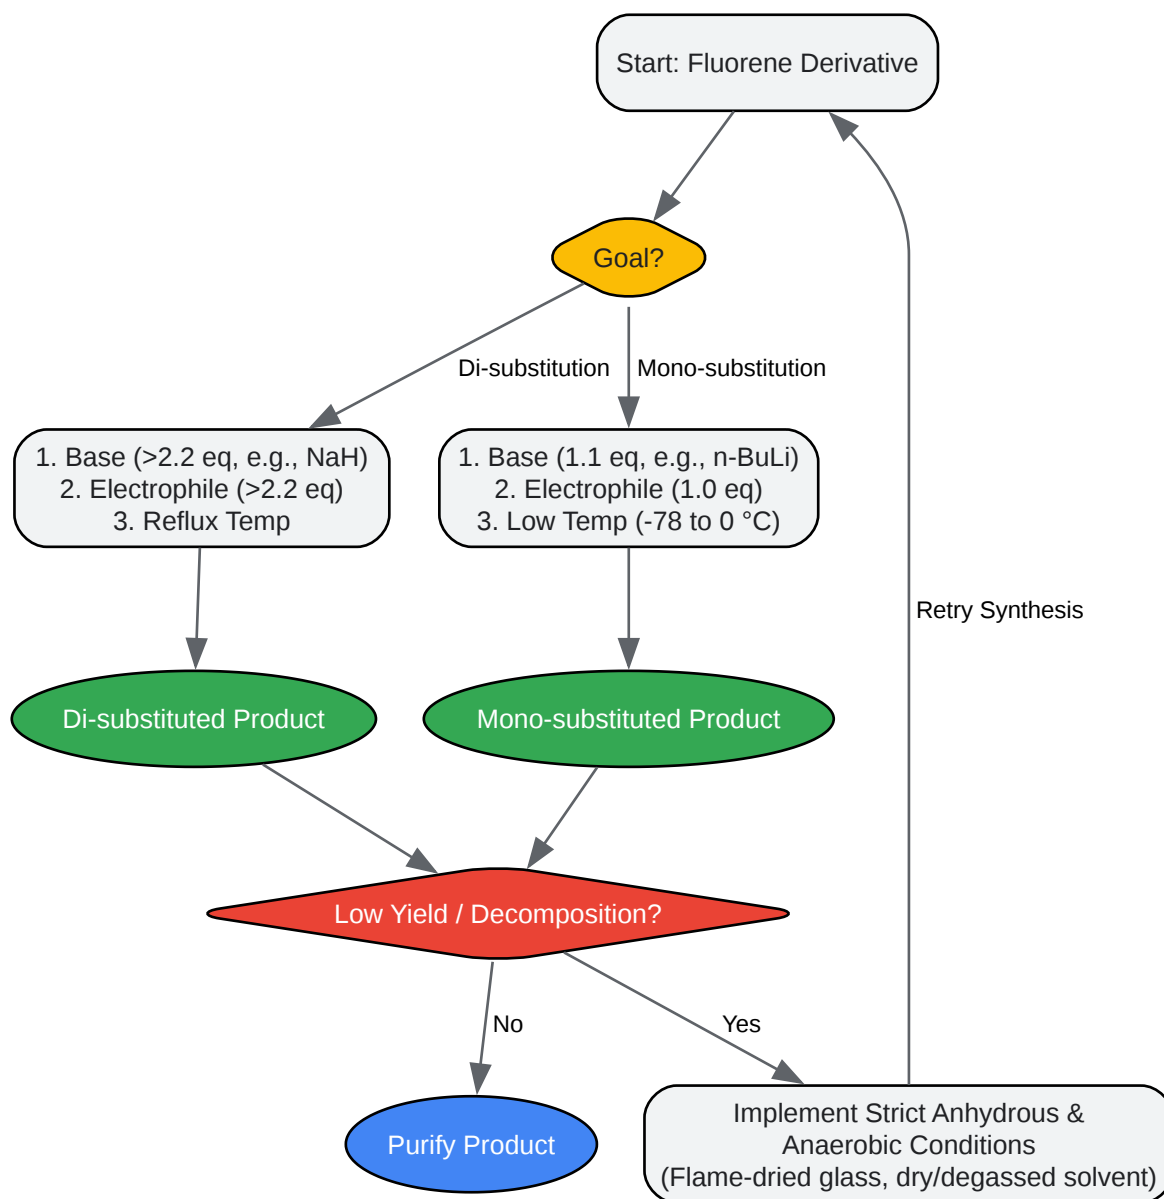 Start: Fluorene Derivative
Goal?
Di-substitution
Mono-substitution
1. Base (>2.2 eq, e.g., NaH)
2. Electrophile (>2.2 eq)
3. Reflux Temp
1. Base (1.1 eq, e.g., n-BuLi)
2. Electrophile (1.0 eq)
3. Low Temp (-78 to 0 °C)
Retry Synthesis
Di-substituted Product
Mono-substituted Product
Low Yield / Decomposition?
No
Yes
Purify Product
Implement Strict Anhydrous &
Anaerobic Conditions
(Flame-dried glass, dry/degassed solvent)